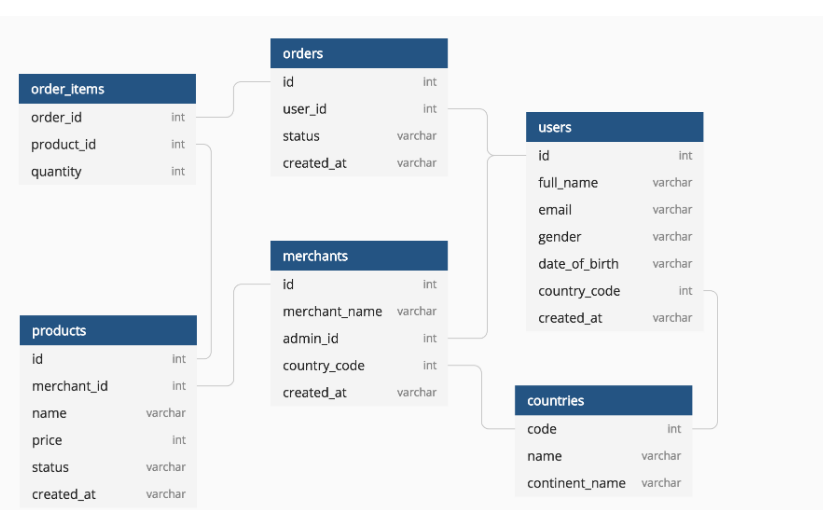 order_items
order_id int
product_id int
quantity int
orders
id int
user_id int
status varchar
created_at varchar
users
id int
full_name varchar
email varchar
gender varchar
date_of_birth varchar
country_code int
created_at varchar
merchants
id int
merchant_name varchar
admin_id int
country_code int
created_at varchar
products
id int
merchant_id int
name varchar
price int
status varchar
created_at varchar
countries
code int
name varchar
continent_name varchar